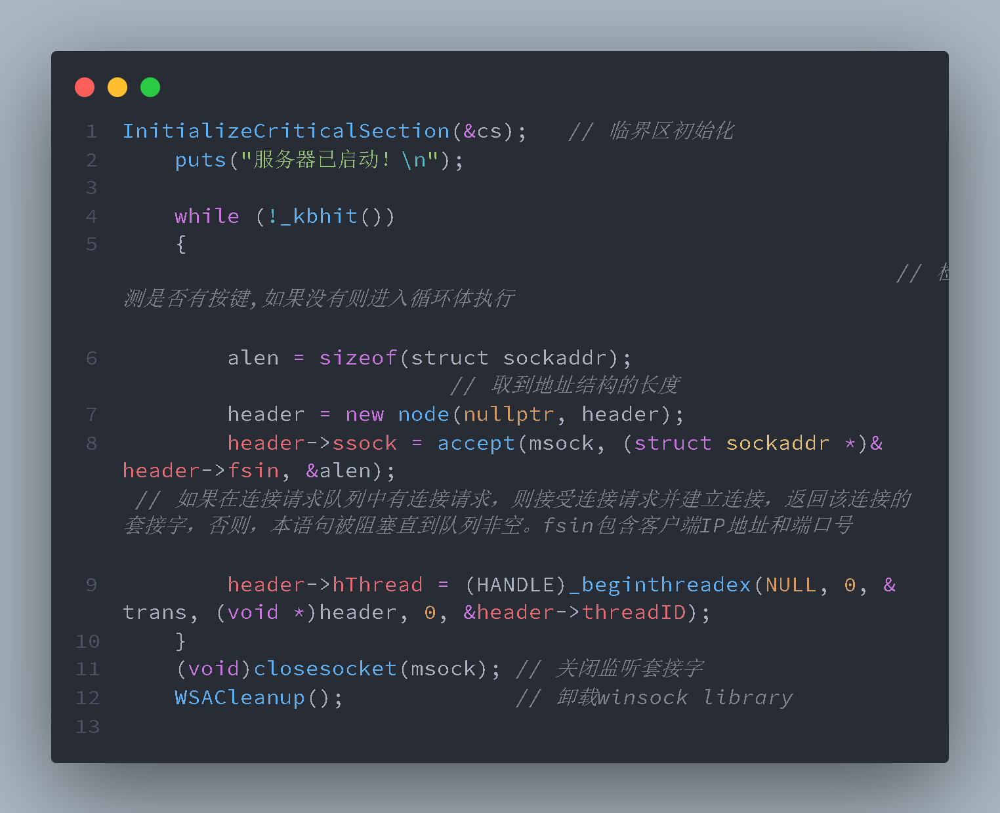 1 InitializeCriticalSection(&cs);   // 临界区初始化
2     puts("服务器已启动！\n");
3
4     while (!_kbhit())
5     {
// 检
测是否有按键,如果没有则进入循环体执行
6         alen = sizeof(struct sockaddr);
// 取到地址结构的长度
7         header = new node(nullptr, header);
8         header->ssock = accept(msock, (struct sockaddr *)&
header->fsin, &alen);
// 如果在连接请求队列中有连接请求，则接受连接请求并建立连接，返回该连接的
套接字，否则，本语句被阻塞直到队列非空。fsin包含客户端IP地址和端口号
9         header->hThread = (HANDLE)_beginthreadex(NULL, 0, &
trans, (void *)header, 0, &header->threadID);
10     }
11     (void)closesocket(msock); // 关闭监听套接字
12     WSACleanup();             // 卸载winsock library
13